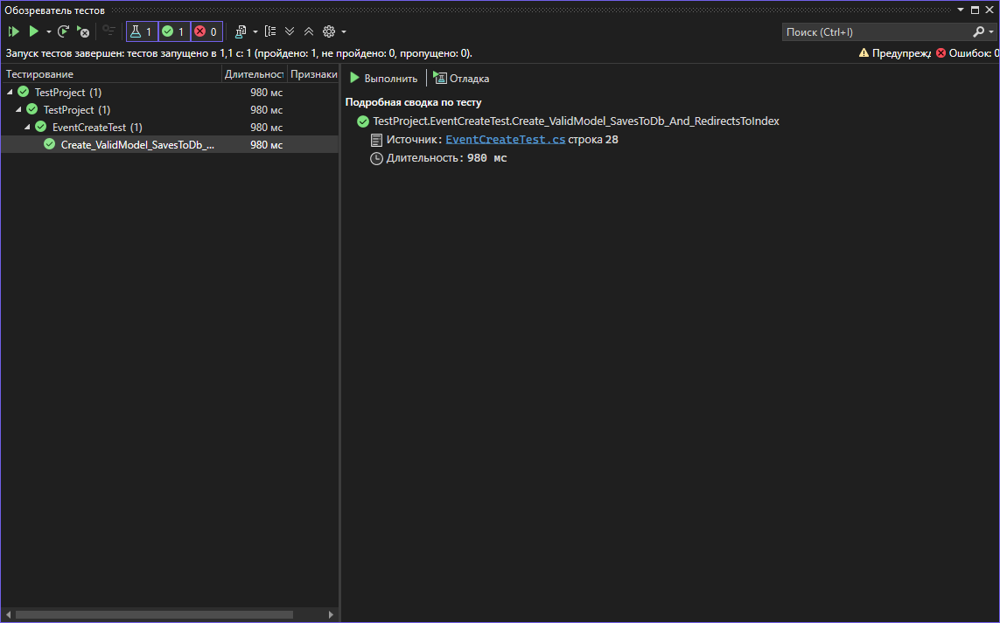 Обозреватель тестов
1 1 0
Поиск (Ctrl+I)
Запуск тестов завершен: тестов запущено в 1,1 с: 1 (пройдено: 1, не пройдено: 0, пропущено: 0).
Предупрежд Ошибок: 0
Тестирование Длительност Признаки
TestProject (1) 980 мс
TestProject (1) 980 мс
EventCreateTest (1) 980 мс
Create_ValidModel_SavesToDb_... 980 мс
Выполнить Отладка
Подробная сводка по тесту
TestProject.EventCreateTest.Create_ValidModel_SavesToDb_And_RedirectsToIndex
Источник: EventCreateTest.cs строка 28
Длительность: 980 мс